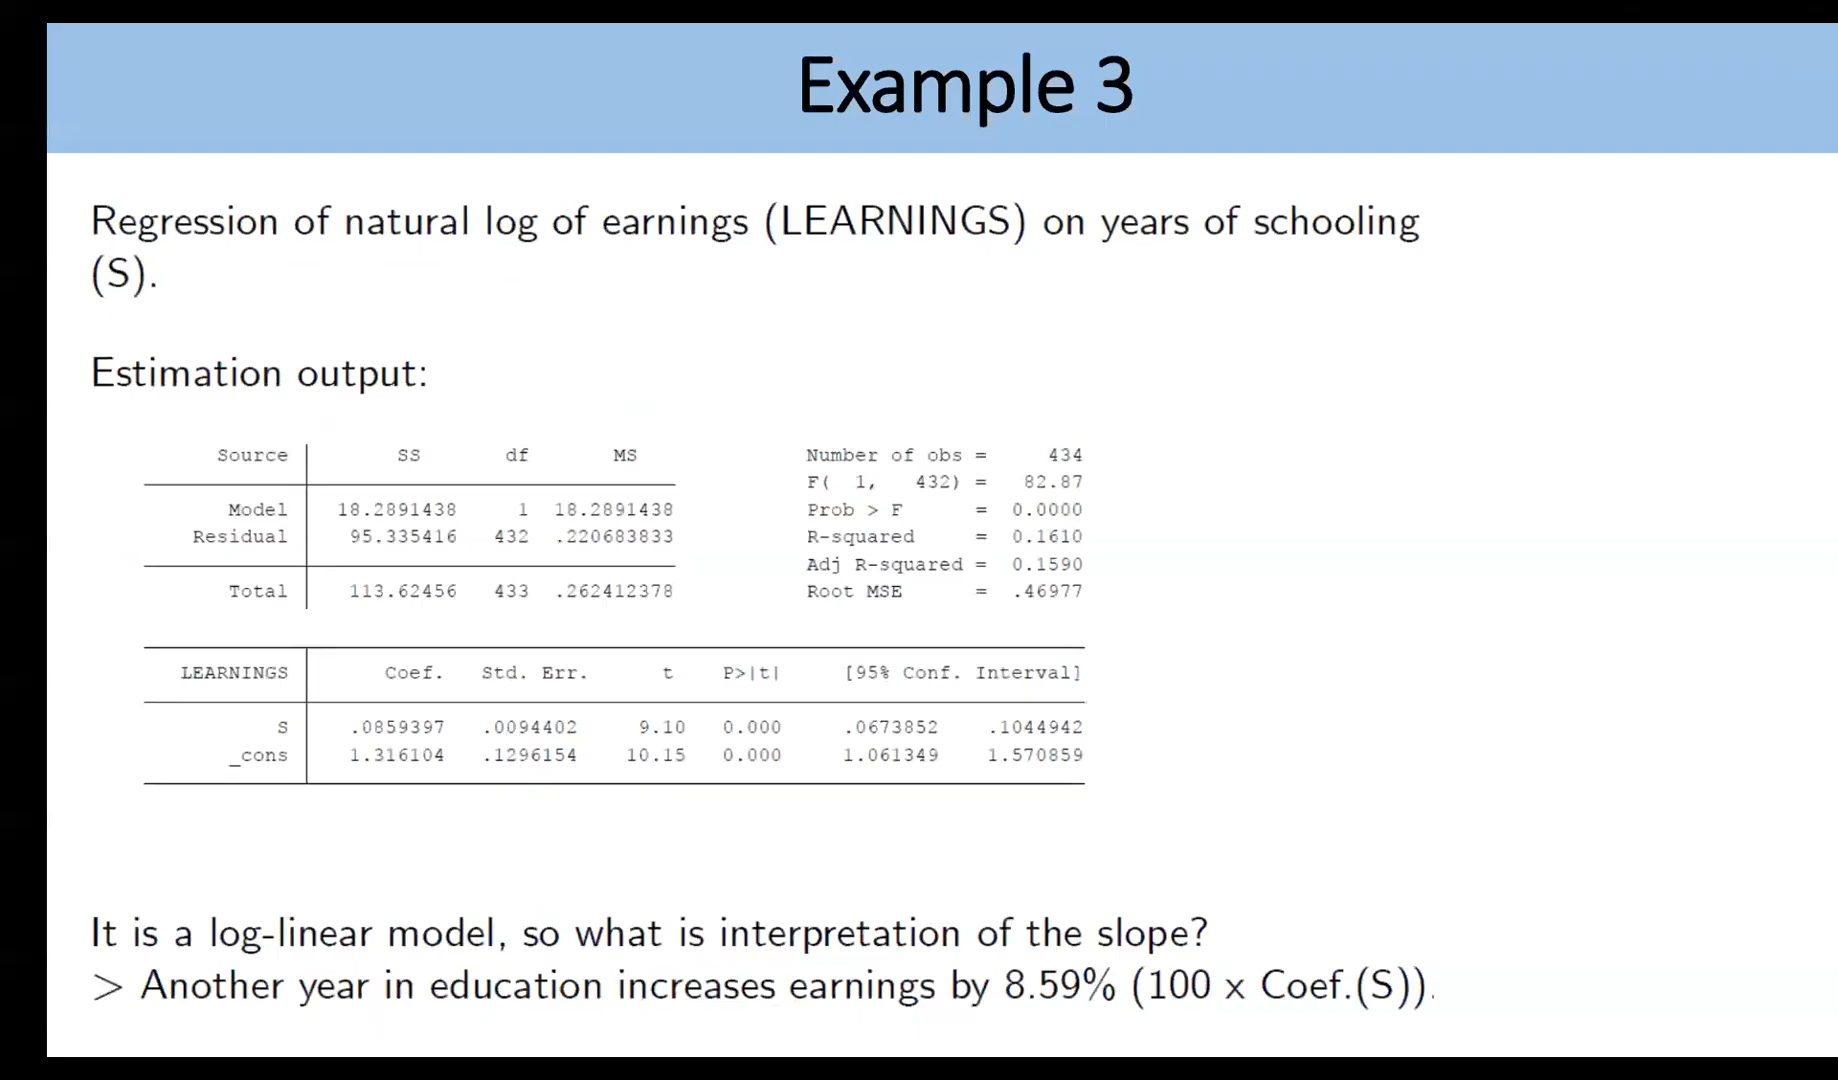 Example 3
Regression of natural log of earnings (LEARNINGS) on years of schooling
(S).
Estimation output:
Source SS df MS Number of obs = 434
F( 1, 432) = 82.87
Model 18.2891438 1 18.2891438 Prob > F = 0.0000
Residual 95.335416 432 .220683833 R-squared = 0.1610
Adj R-squared = 0.1590
Total 113.62456 433 .262412378 Root MSE = .46977
LEARNINGS Coef. Std. Err. t P>|t| [95% Conf. Interval]
S .0859397 .0094402 9.10 0.000 .0673852 .1044942
_cons 1.316104 .1296154 10.15 0.000 1.061349 1.570859
It is a log-linear model, so what is interpretation of the slope?
> Another year in education increases earnings by 8.59% (100 x Coef.(S)).